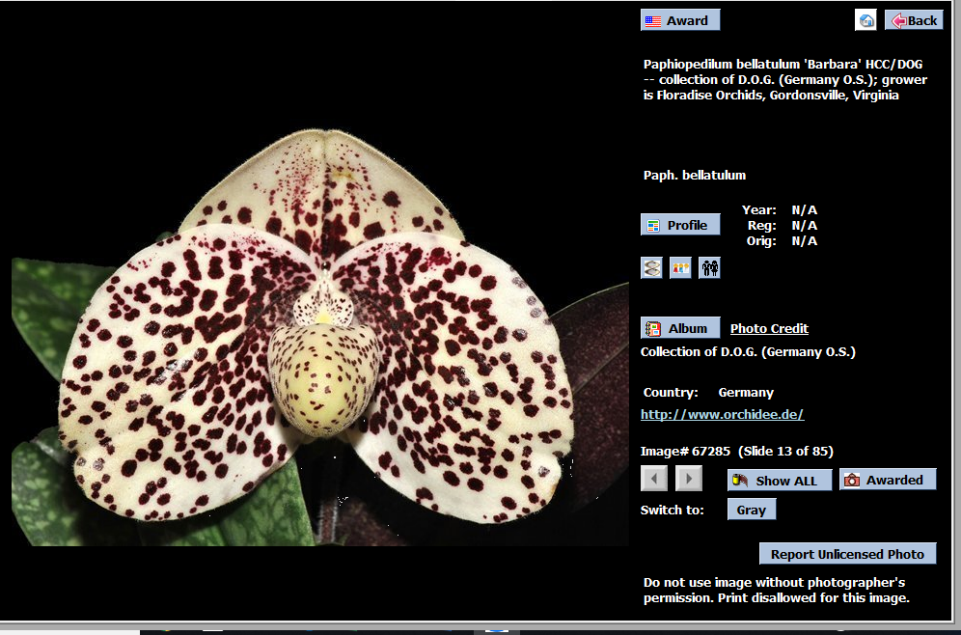 Award
Back
Paphiopedilum bellatulum 'Barbara' HCC/DOG
-- collection of D.O.G. (Germany O.S.); grower
is Floradise Orchids, Gordonsville, Virginia
Paph. bellatulum
Profile
Year: N/A
Reg: N/A
Orig: N/A
Album Photo Credit
Collection of D.O.G. (Germany O.S.)
Country: Germany
http://www.orchidee.de/
Image# 67285 (Slide 13 of 85)
Show ALL Awarded
Switch to: Gray
Report Unlicensed Photo
Do not use image without photographer's
permission. Print disallowed for this image.